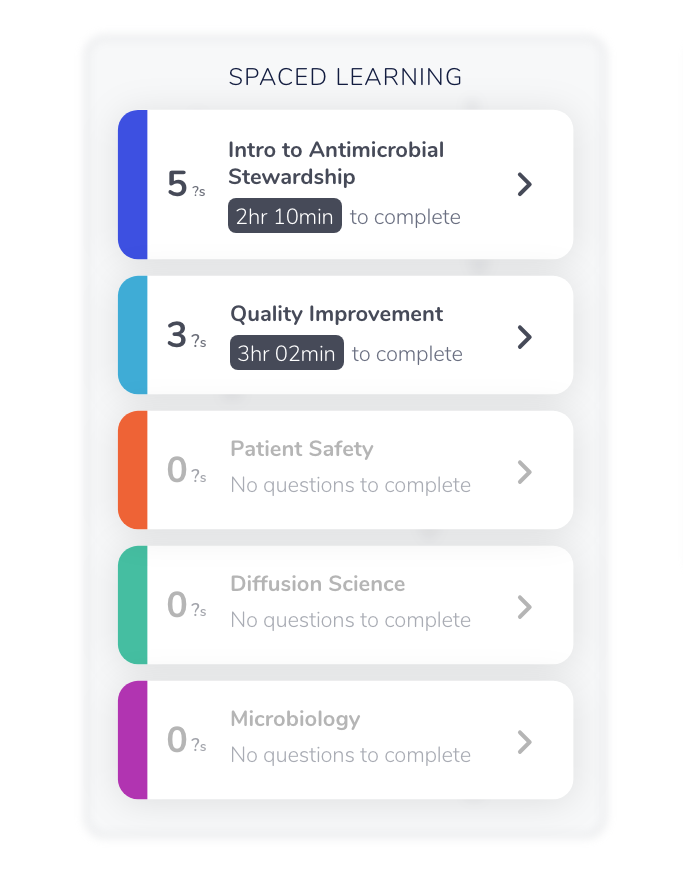 SPACED LEARNING
5 ?s
Intro to Antimicrobial
Stewardship
2hr 10min to complete
3 ?s
Quality Improvement
3hr 02min to complete
0 ?s
Patient Safety
No questions to complete
0 ?s
Diffusion Science
No questions to complete
0 ?s
Microbiology
No questions to complete